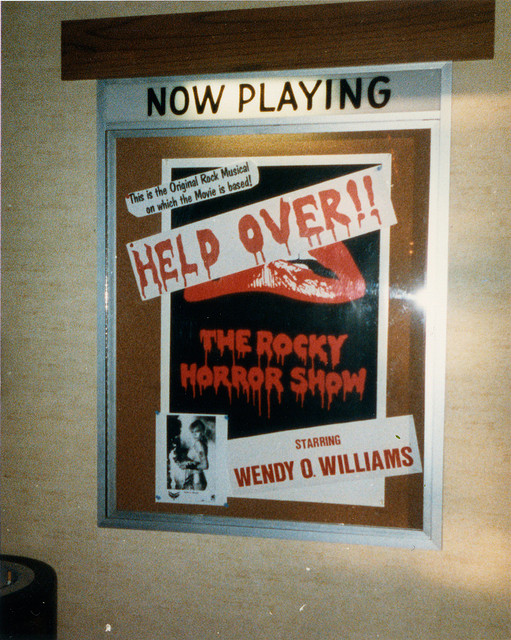 NOW PLAYING
This is the Original Rock Musical
on which the Movie is based!
HELD OVER!!
THE ROCKY
HORROR SHOW
STARRING
WENDY O. WILLIAMS